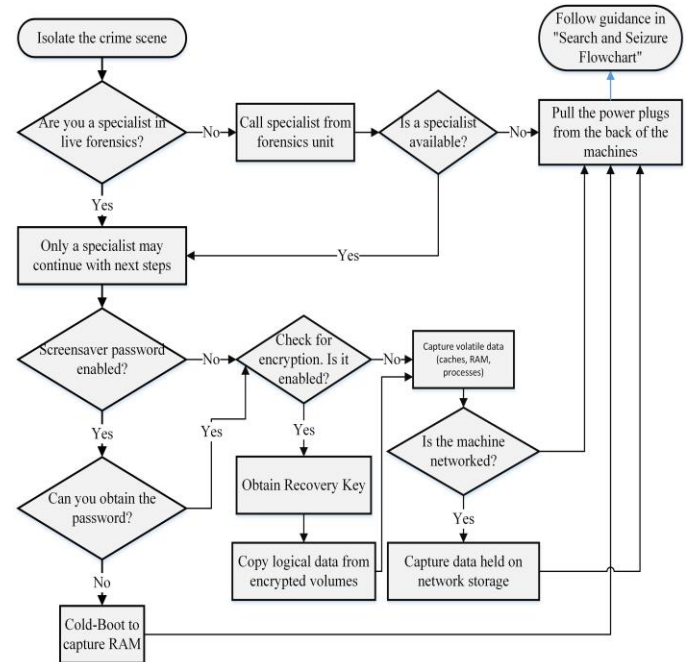 Isolate the crime scene
Follow guidance in
"Search and Seizure
Flowchart"
Are you a specialist in
live forensics?
No
Call specialist from
forensics unit
Is a specialist
available?
No
Pull the power plugs
from the back of the
machines
Yes
Only a specialist may
continue with next steps
Yes
Screensaver password
enabled?
No
Check for
encryption. Is it
enabled?
No
Capture volatile data
(caches, RAM,
processes)
Yes
Yes
Yes
Is the machine
networked?
Can you obtain the
password?
Obtain Recovery Key
Yes
No
Copy logical data from
encrypted volumes
Capture data held on
network storage
Cold-Boot to
capture RAM